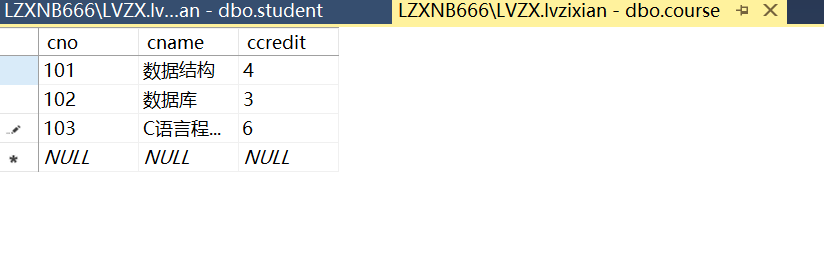 LZXNB666\LVZX.lv...an - dbo.student LZXNB666\LVZX.lvzixian - dbo.course
cno cname ccredit
101 数据结构 4
102 数据库 3
103 C语言程... 6
* NULL NULL NULL